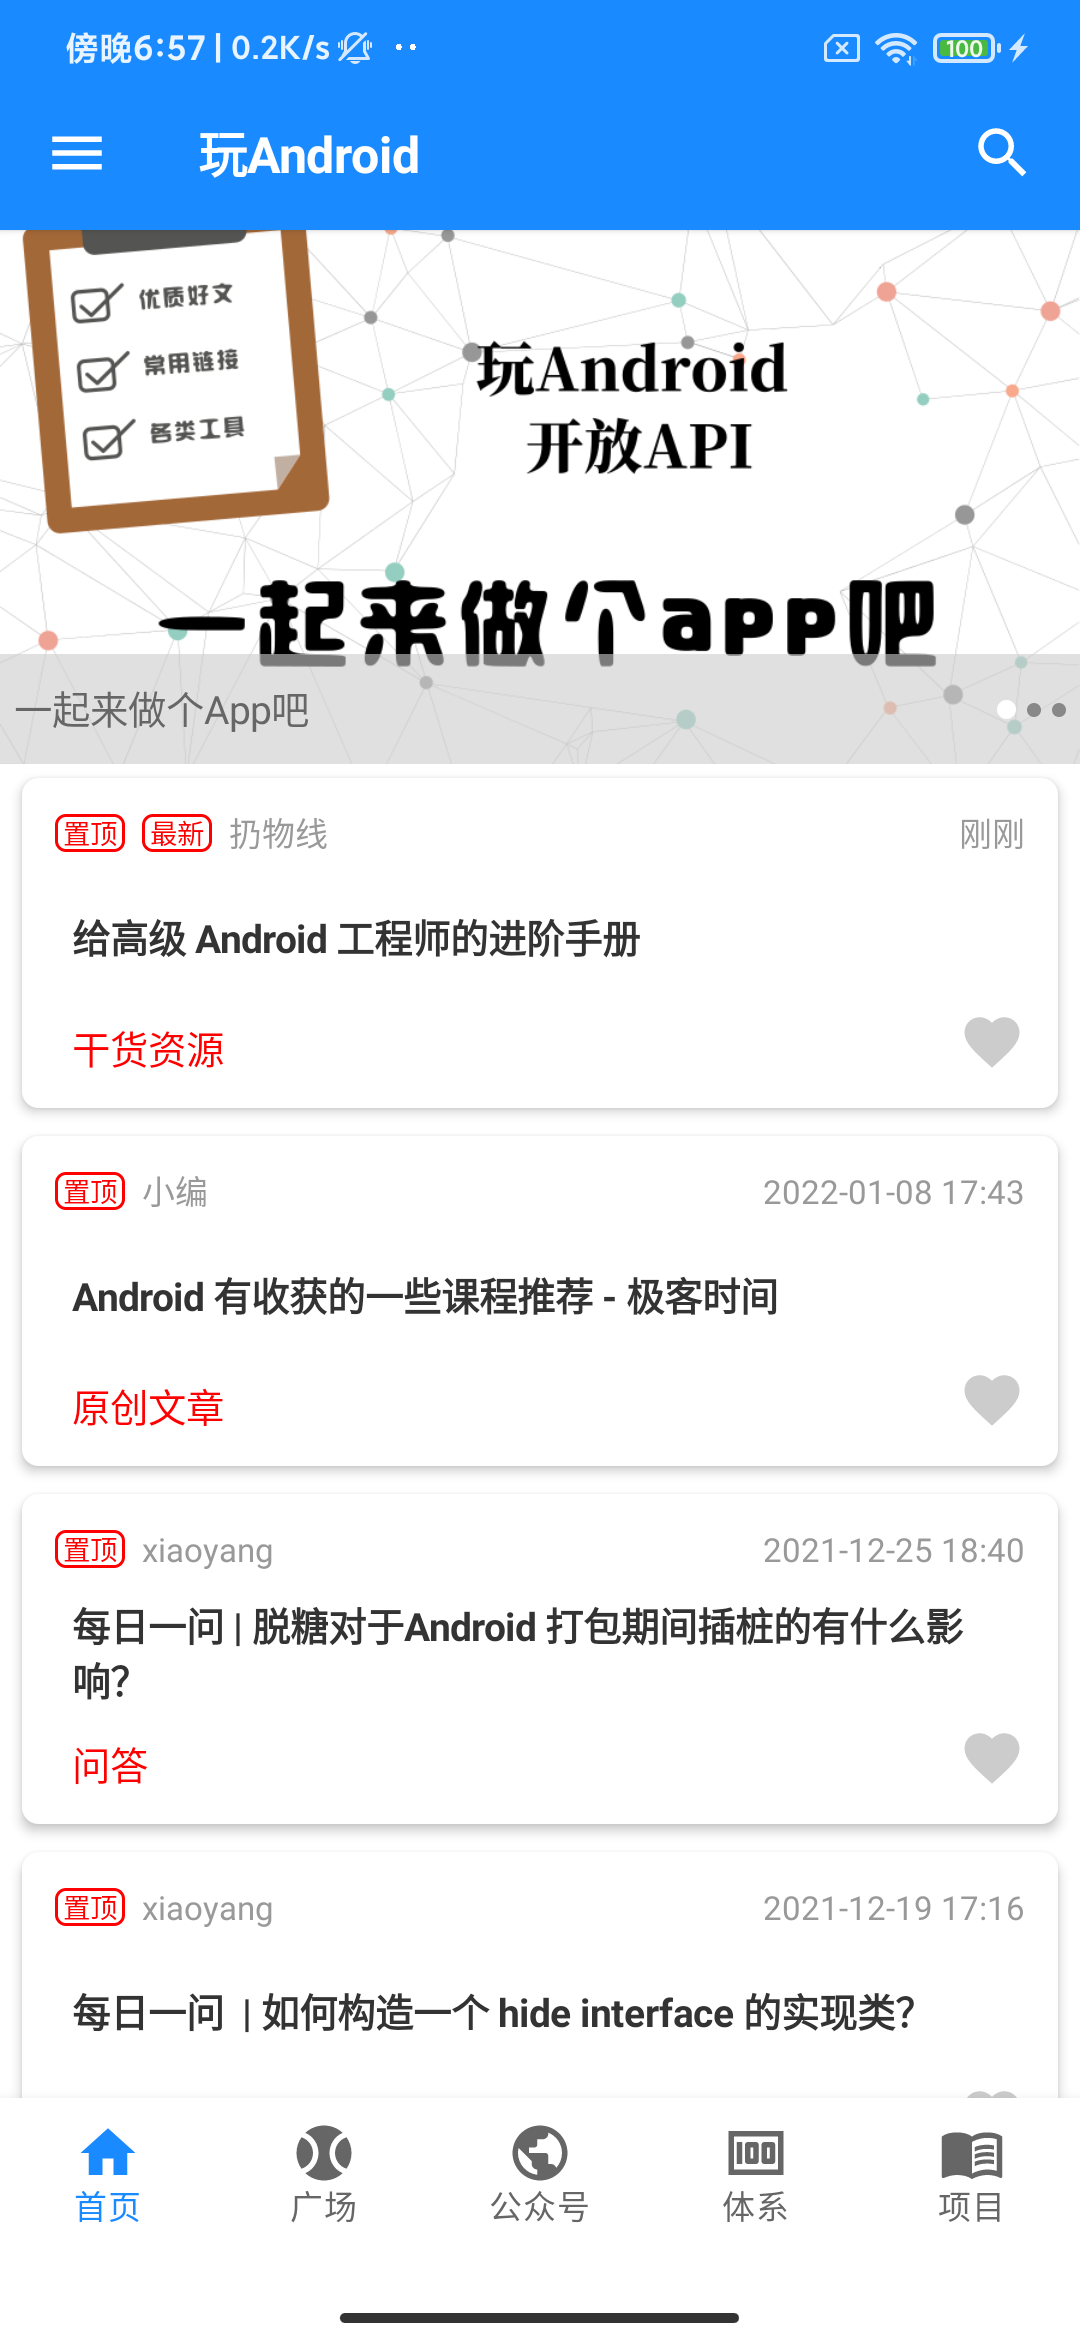 傍晚6:57 | 0.2K/s
100
玩Android
优质好文
常用链接
各类工具
玩Android
开放API
一起来做个app吧
一起来做个App吧
置顶 最新 扔物线 刚刚
给高级 Android 工程师的进阶手册
干货资源
置顶 小编 2022-01-08 17:43
Android 有收获的一些课程推荐 - 极客时间
原创文章
置顶 xiaoyang 2021-12-25 18:40
每日一问 | 脱糖对于Android 打包期间插桩的有什么影
响?
问答
置顶 xiaoyang 2021-12-19 17:16
每日一问 | 如何构造一个 hide interface 的实现类?
首页 广场 公众号 体系 项目